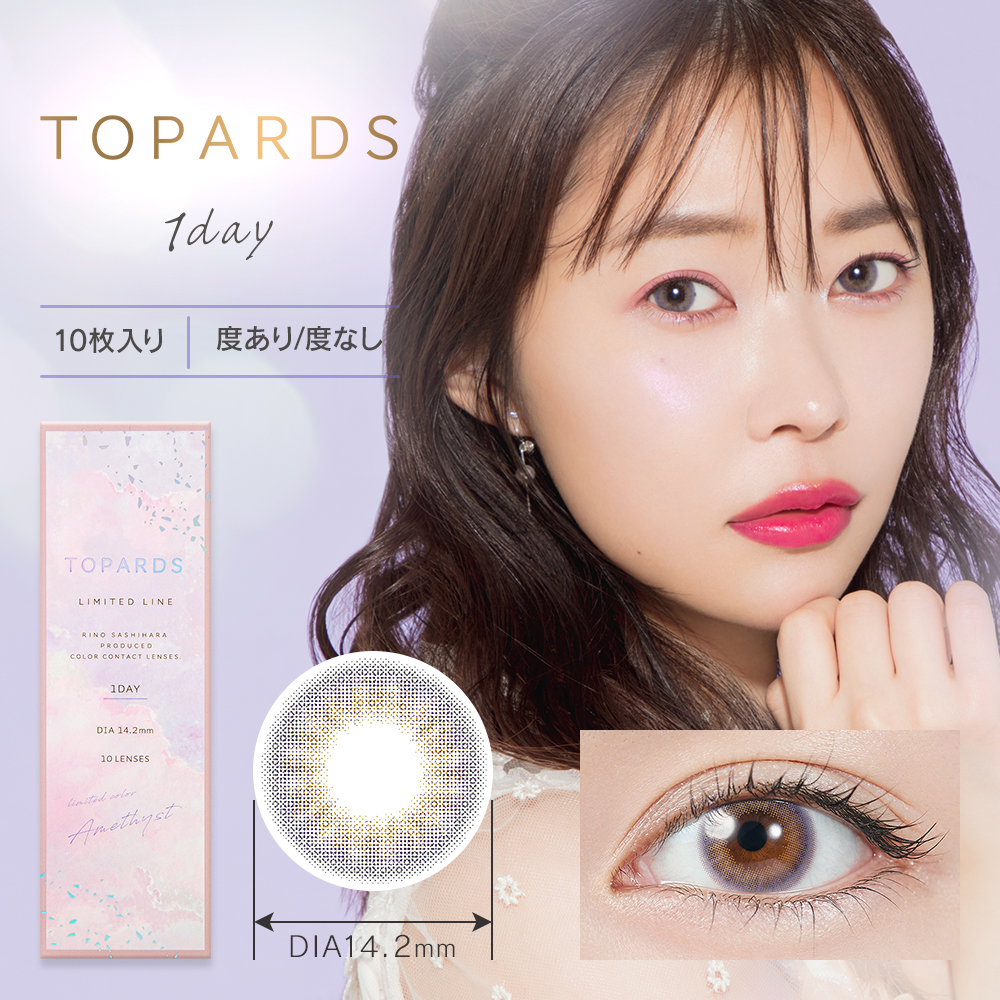 TOPARDS
1day
10枚入り
度あり/度なし
TOPARDS
LIMITED LINE
RINO SASHIHARA
PRODUCED
COLOR CONTACT LENSES.
1DAY
DIA 14.2mm
10 LENSES
limited color
Amethyst
DIA14.2mm